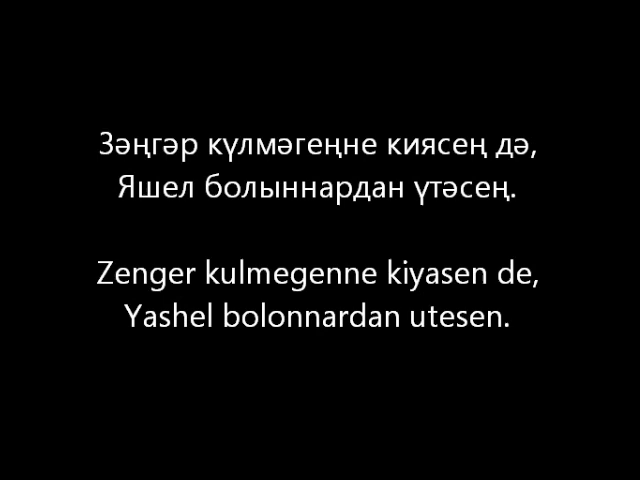 Зәңгәр күлмәгеңне киясең дә,
Яшел болыннардан үтәсең.
Zenger kulmegenne kiyasen de,
Yashel bolonnardan utesen.